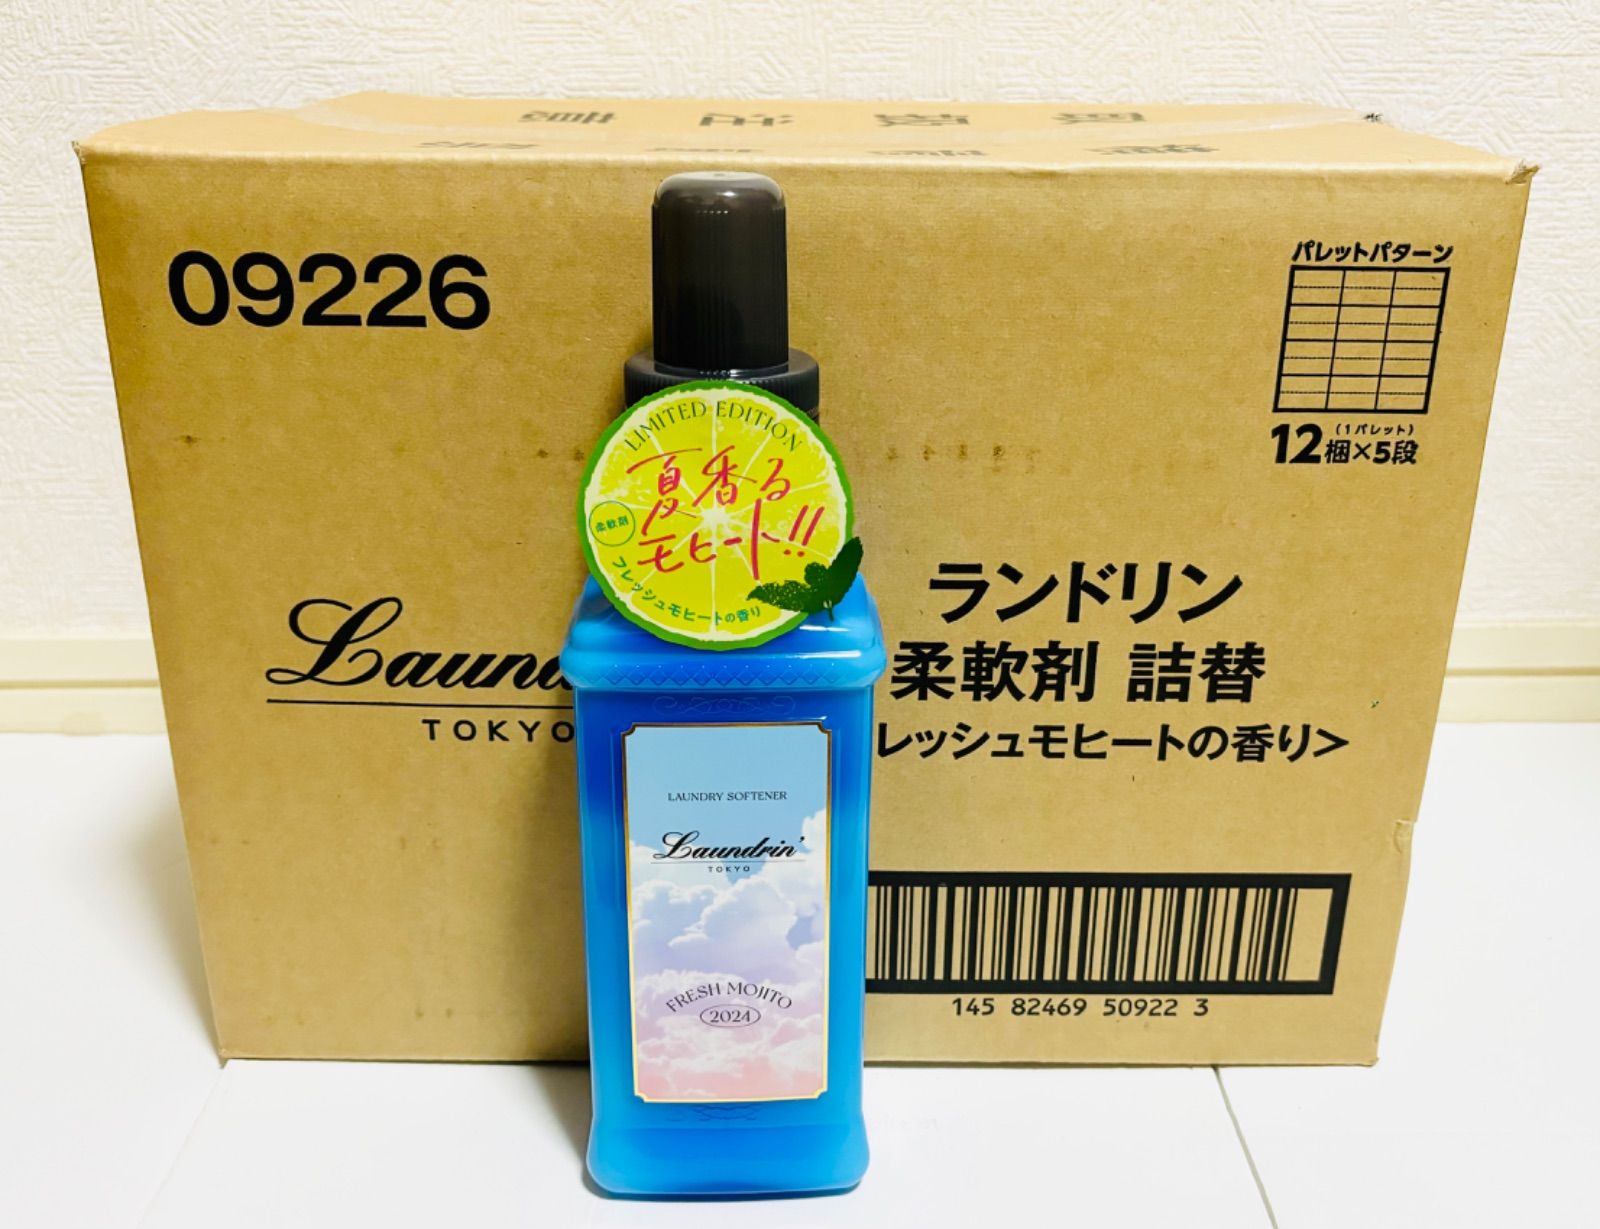 09226
パレットパターン
(1パレット)
12梱×5段
LIMITED EDITION
夏香る
モヒート!!
柔軟剤
フレッシュモヒートの香り
TOKYO
ランドリン
柔軟剤 詰替
レッシュモヒートの香り>
LAUNDRY SOFTENER
Laundrin'
TOKYO
FRESH MOJITO
2024
145 82469 50922 3